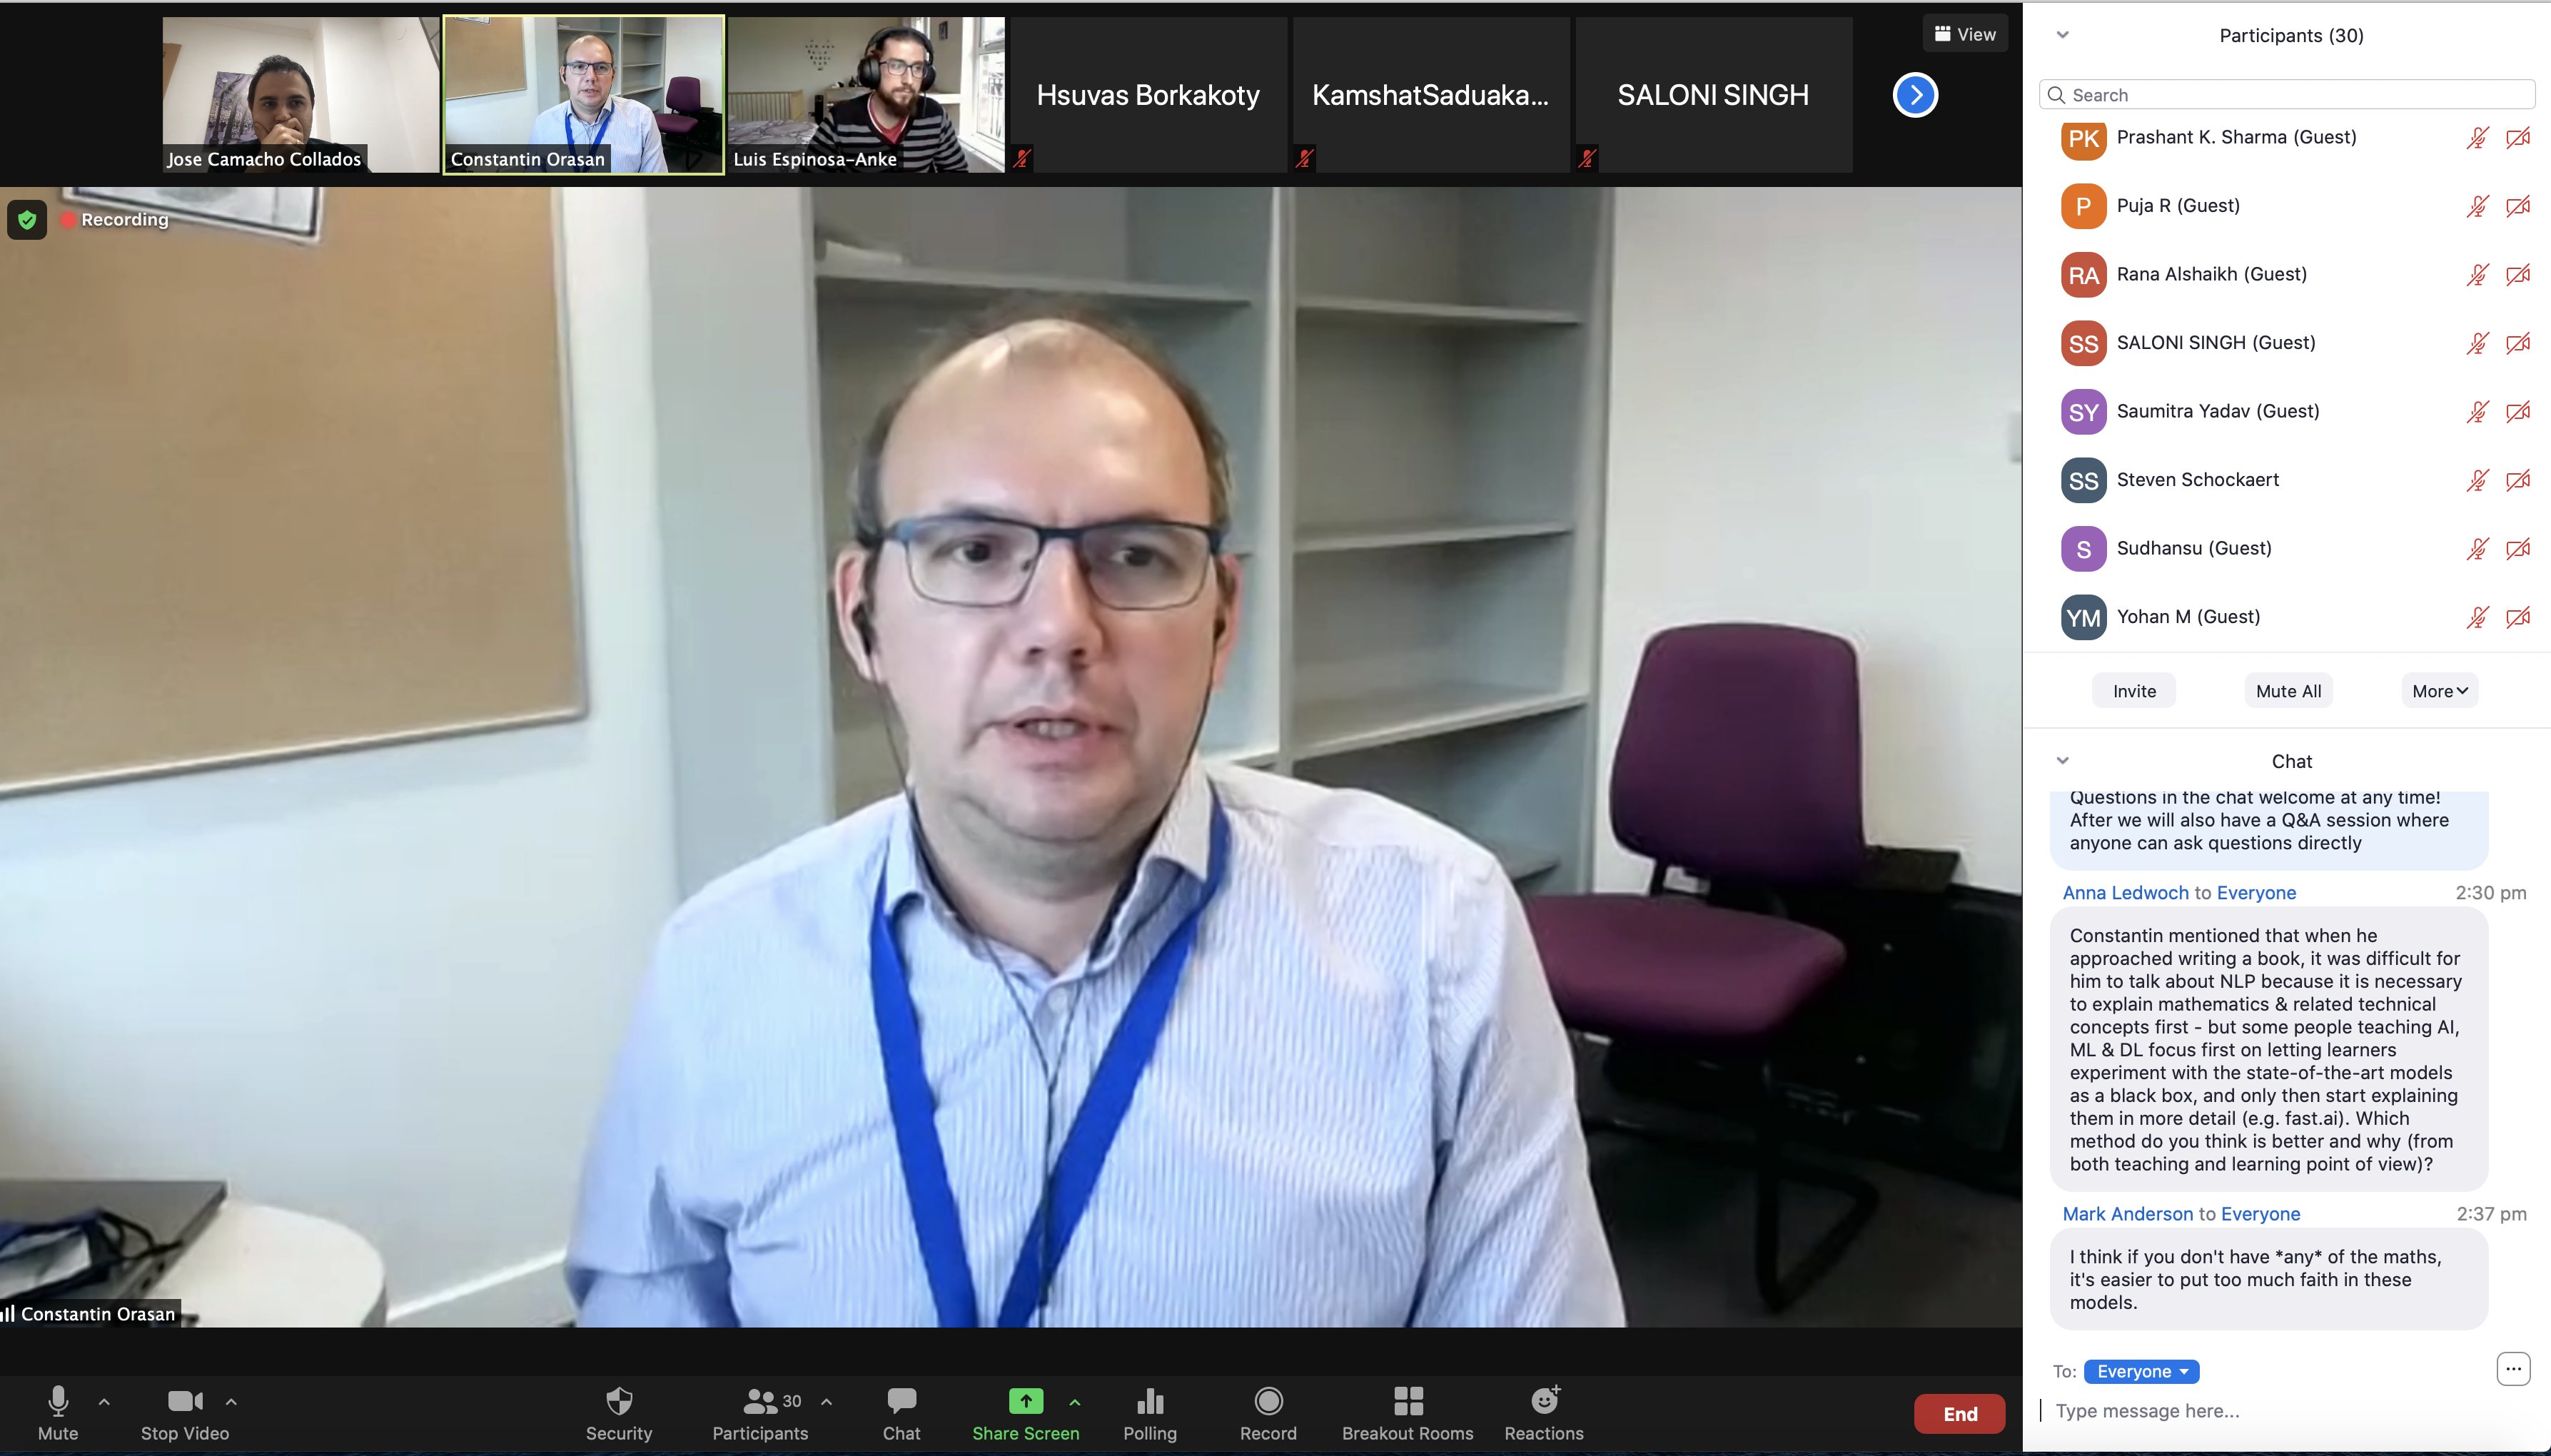 Jose Camacho Collados
Constantin Orasan
Luis Espinosa-Anke
Hsuvas Borkakoty
KamshatSaduaka...
SALONI SINGH
View
Recording
Constantin Orasan
Mute
Stop Video
Security
Participants
30
Chat
Share Screen
Polling
Record
Breakout Rooms
Reactions
End
Participants (30)
Search
PK Prashant K. Sharma (Guest)
P Puja R (Guest)
RA Rana Alshaikh (Guest)
SS SALONI SINGH (Guest)
SY Saumitra Yadav (Guest)
SS Steven Schockaert
S Sudhansu (Guest)
YM Yohan M (Guest)
Invite Mute All More
Chat
Questions in the chat welcome at any time!
After we will also have a Q&A session where
anyone can ask questions directly
Anna Ledwoch to Everyone 2:30 pm
Constantin mentioned that when he
approached writing a book, it was difficult for
him to talk about NLP because it is necessary
to explain mathematics & related technical
concepts first - but some people teaching AI,
ML & DL focus first on letting learners
experiment with the state-of-the-art models
as a black box, and only then start explaining
them in more detail (e.g. fast.ai). Which
method do you think is better and why (from
both teaching and learning point of view)?
Mark Anderson to Everyone 2:37 pm
I think if you don't have *any* of the maths,
it's easier to put too much faith in these
models.
To: Everyone
Type message here...